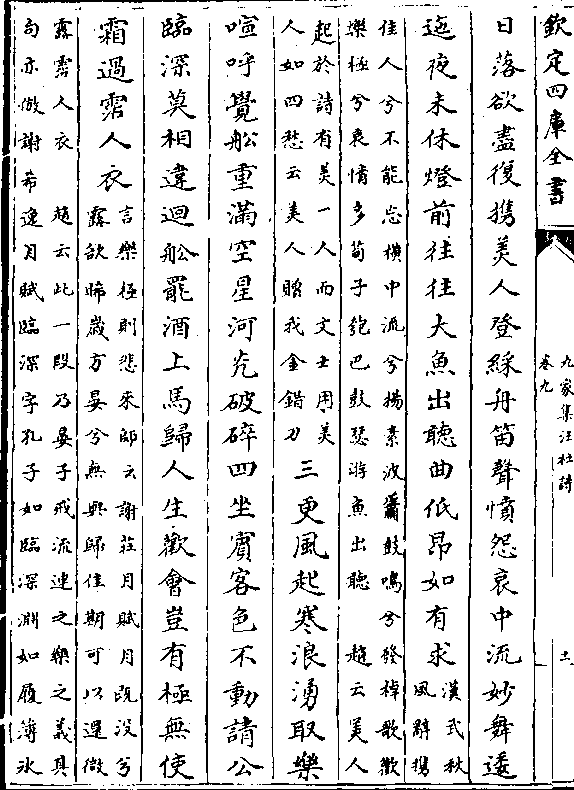 欽定四庫全書
九家集注杜詩
卷九
十一
日落欲盡復携美人登綵舟笛聲憤怨哀中流妙舞逶
迤夜未休燈前往往大魚出聽曲低昂如有求
漢武秋
風辭携
佳人兮不能忘橫中流兮揚素波簫鼓鳴兮發棹歌歡
樂極兮哀情多荀子匏巴鼓瑟游魚出聽　趙云美人
起於詩有美一人而文士用美
人如四愁云美人贈我金錯刀
三更風起寒浪湧取樂
喧呼覺船重滿空星河光破碎四坐賓客色不動請公
臨深莫相違迴船罷酒上馬歸人生歡會豈有極無使
霜過霑人衣
言樂極則悲來師云謝莊月賦月既没兮
露欲晞歲方晏兮無與歸佳期可以還微
露霑人衣　趙云此一段乃晏子戒流連之樂之義具
句亦倣謝希逸月賦臨深字孔子如臨深淵如履薄氷